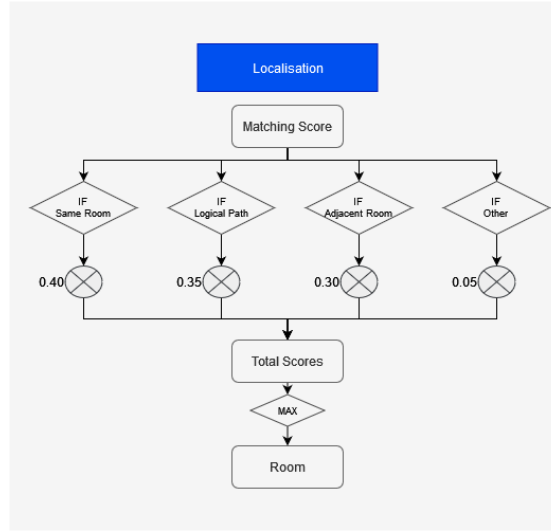 Localisation
Matching Score
IF
Same Room
IF
Logical Path
IF
Adjacent Room
IF
Other
0.40
0.35
0.30
0.05
Total Scores
MAX
Room